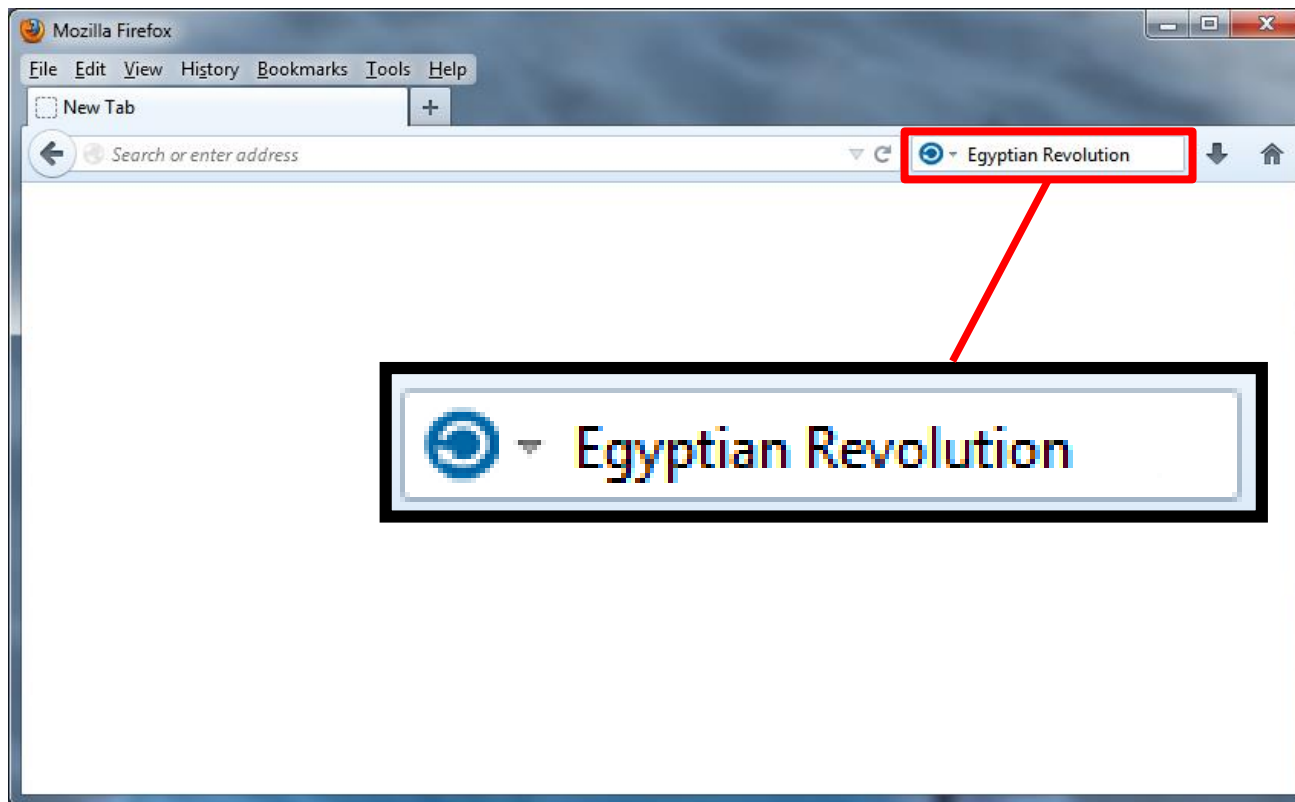 Mozilla Firefox
File Edit View History Bookmarks Tools Help
New Tab
Search or enter address
Egyptian Revolution
Egyptian Revolution